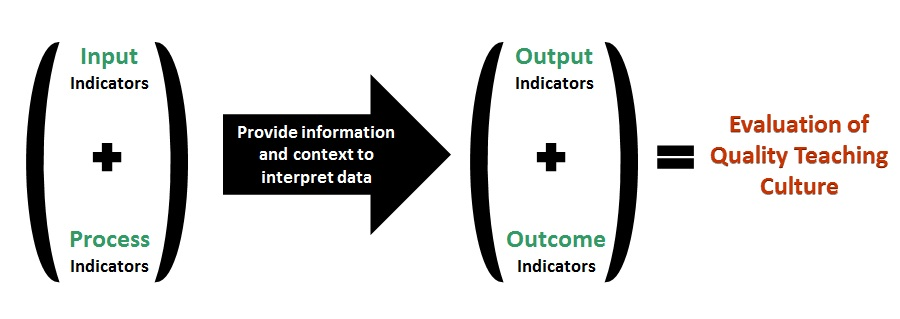 Input
Indicators
+
Process
Indicators
Provide information
and context to
interpret data
Output
Indicators
+
Outcome
Indicators
=
Evaluation of
Quality Teaching
Culture